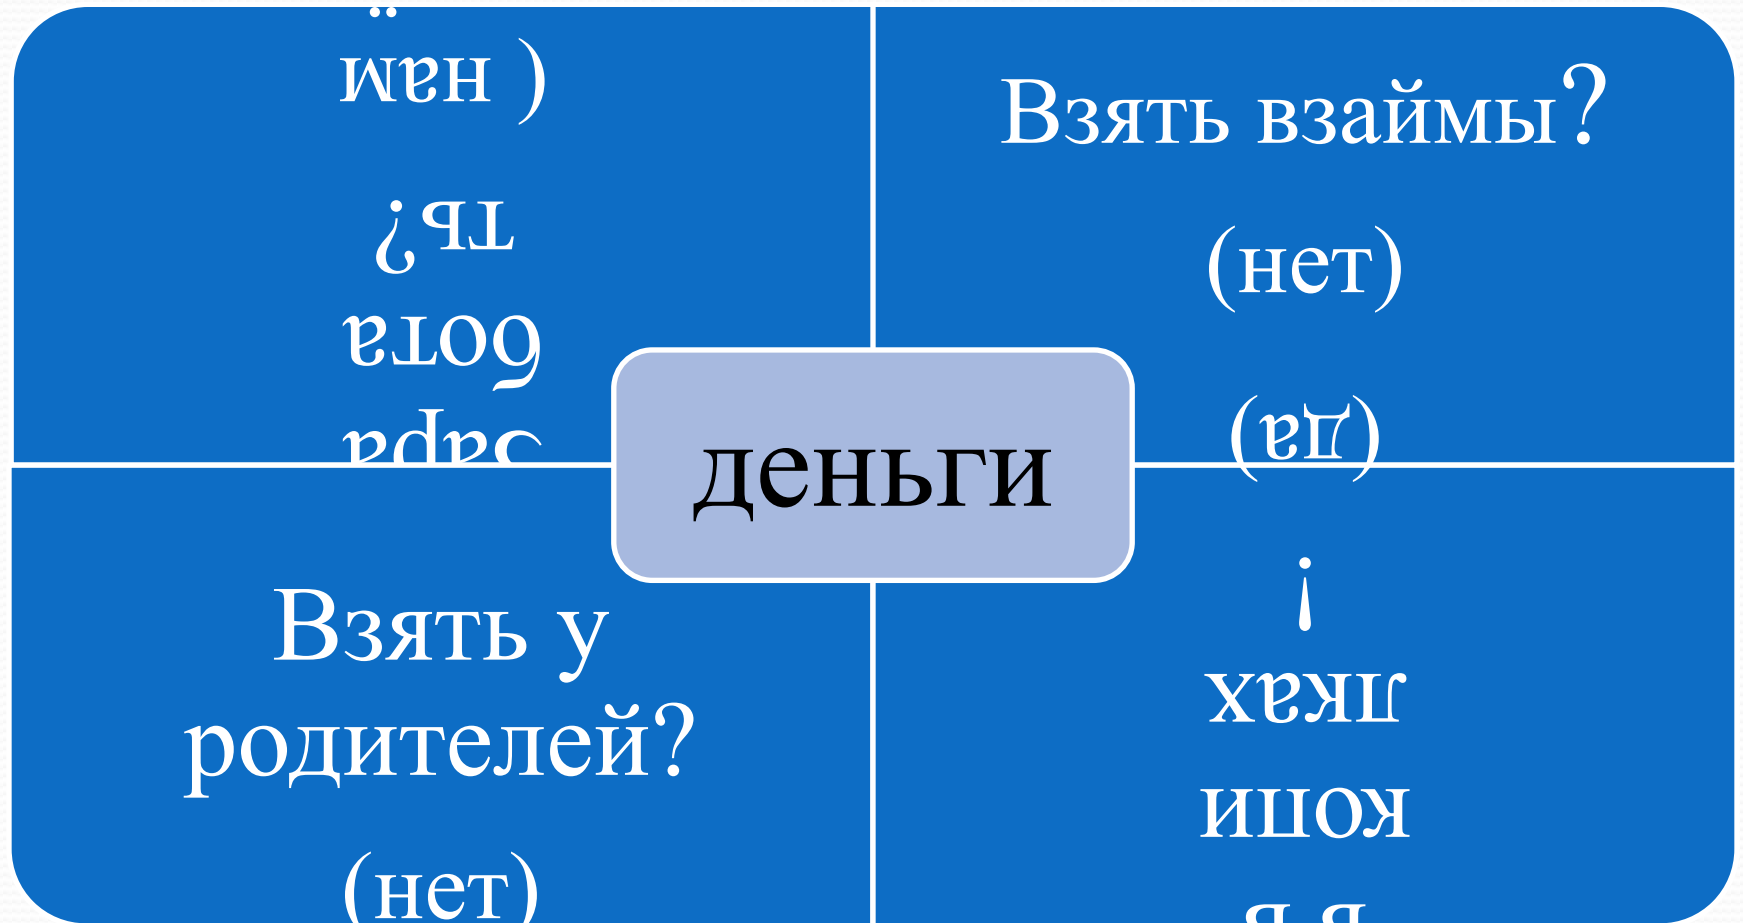 Зара
бота
ть?
( нам
Взять взаймы?
(нет)
(да)
деньги
Взять у
родителей?
(нет)
копи
лках
!